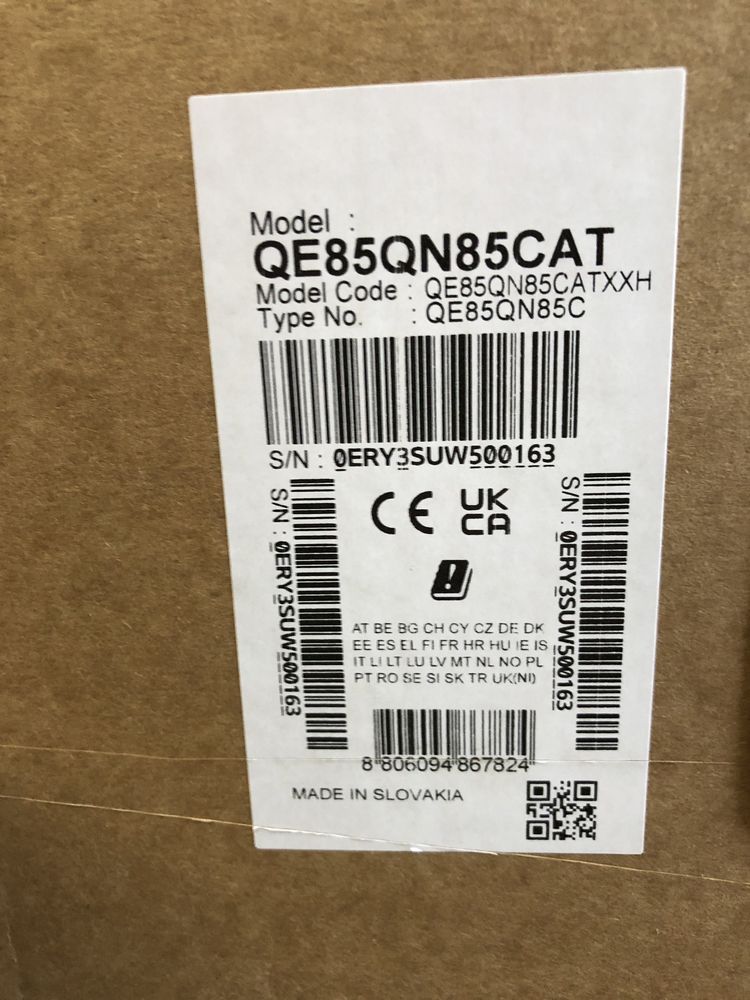 Model :
QE85QN85CAT
Model Code : QE85QN85CATXXH
Type No. : QE85QN85C
S/N : 0ERY3SUW500163
S/N : 0ERY3SUW500163
CE UK CA
S/N : 0ERY3SUW500163
AT BE BG CH CY CZ DE DK
EE ES EL FI FR HR HU IE IS
IT LI LT LU LV MT NL NO PL
PT RO SE SI SK TR UK(NI)
8 806094 867824
MADE IN SLOVAKIA